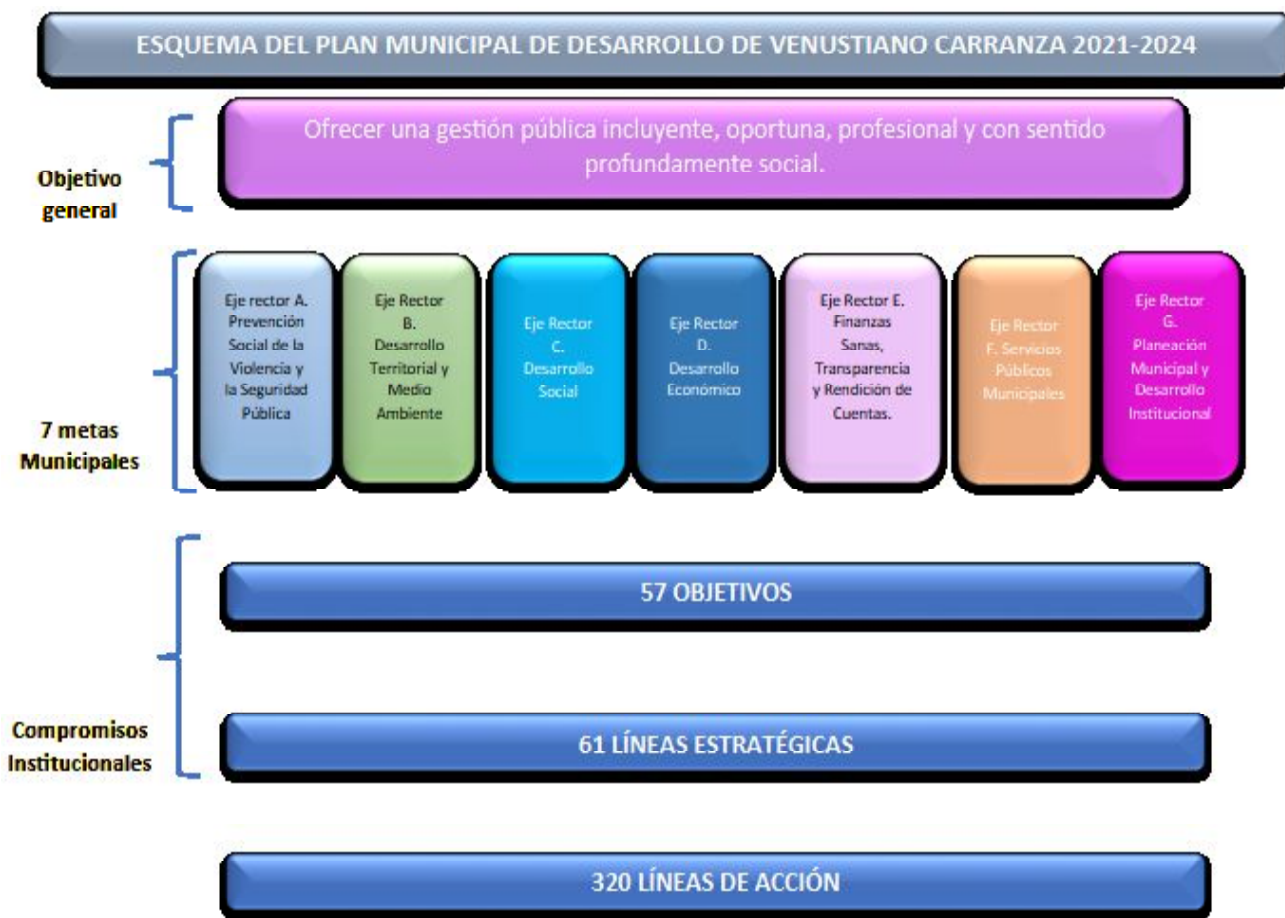 ESQUEMA DEL PLAN MUNICIPAL DE DESARROLLO DE VENUSTIANO CARRANZA 2021-2024
Ofrecer una gestión pública incluyente, oportuna, profesional y con sentido
profundamente social.
Objetivo
general
7 metas
Municipales
Eje rector A.
Prevención
Social de la
Violencia y
la Seguridad
Pública
Eje Rector
B.
Desarrollo
Territorial y
Medio
Ambiente
Eje Rector
C.
Desarrollo
Social
Eje Rector
D.
Desarrollo
Económico
Eje Rector E.
Finanzas
Sanas,
Transparencia
y Rendición de
Cuentas.
Eje Rector
F. Servicios
Públicos
Municipales
Eje Rector
G.
Planeación
Municipal y
Desarrollo
Institucional
Compromisos
Institucionales
57 OBJETIVOS
61 LÍNEAS ESTRATÉGICAS
320 LÍNEAS DE ACCIÓN